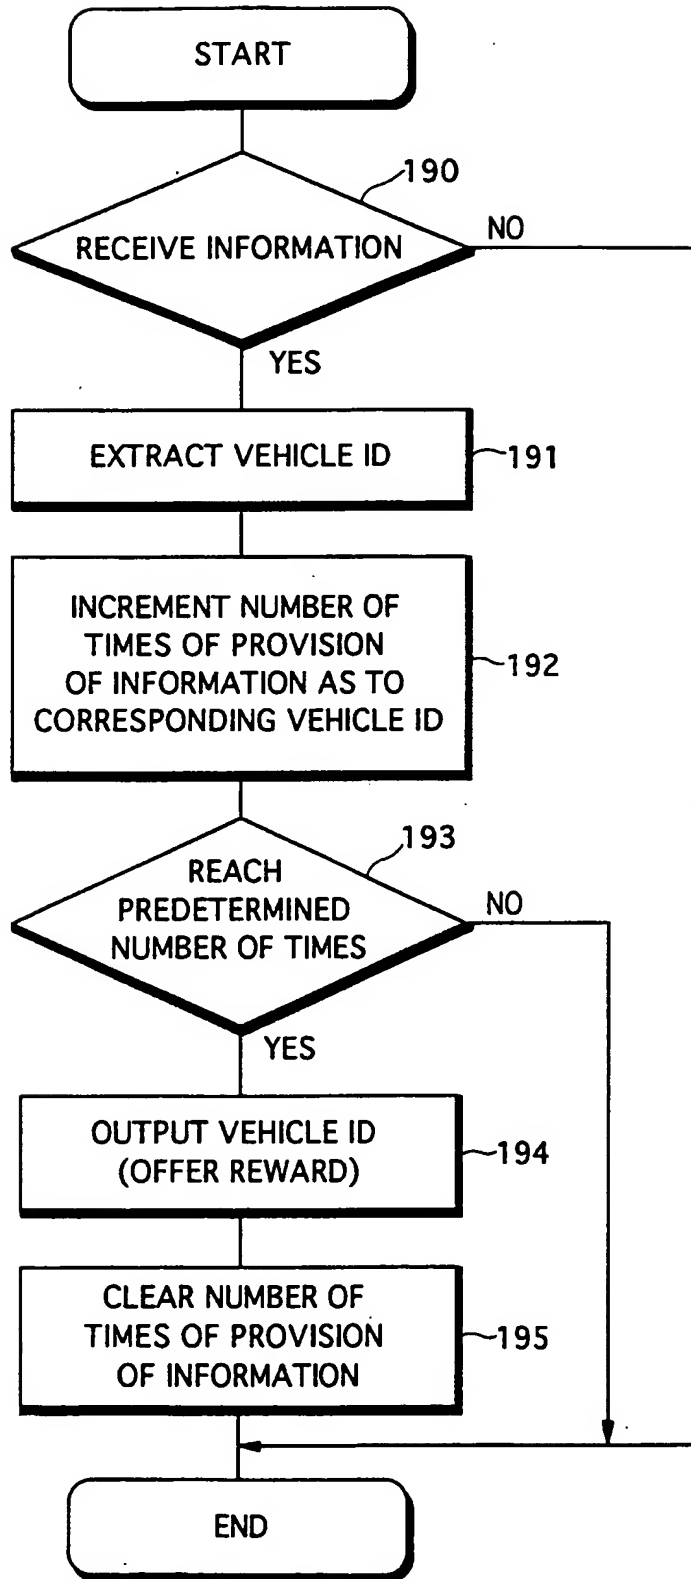 START
190
RECEIVE INFORMATION
NO
YES
EXTRACT VEHICLE ID
191
INCREMENT NUMBER OF
TIMES OF PROVISION
OF INFORMATION AS TO
CORRESPONDING VEHICLE ID
192
193
REACH
PREDETERMINED
NUMBER OF TIMES
NO
YES
OUTPUT VEHICLE ID
(OFFER REWARD)
194
CLEAR NUMBER OF
TIMES OF PROVISION
OF INFORMATION
195
END